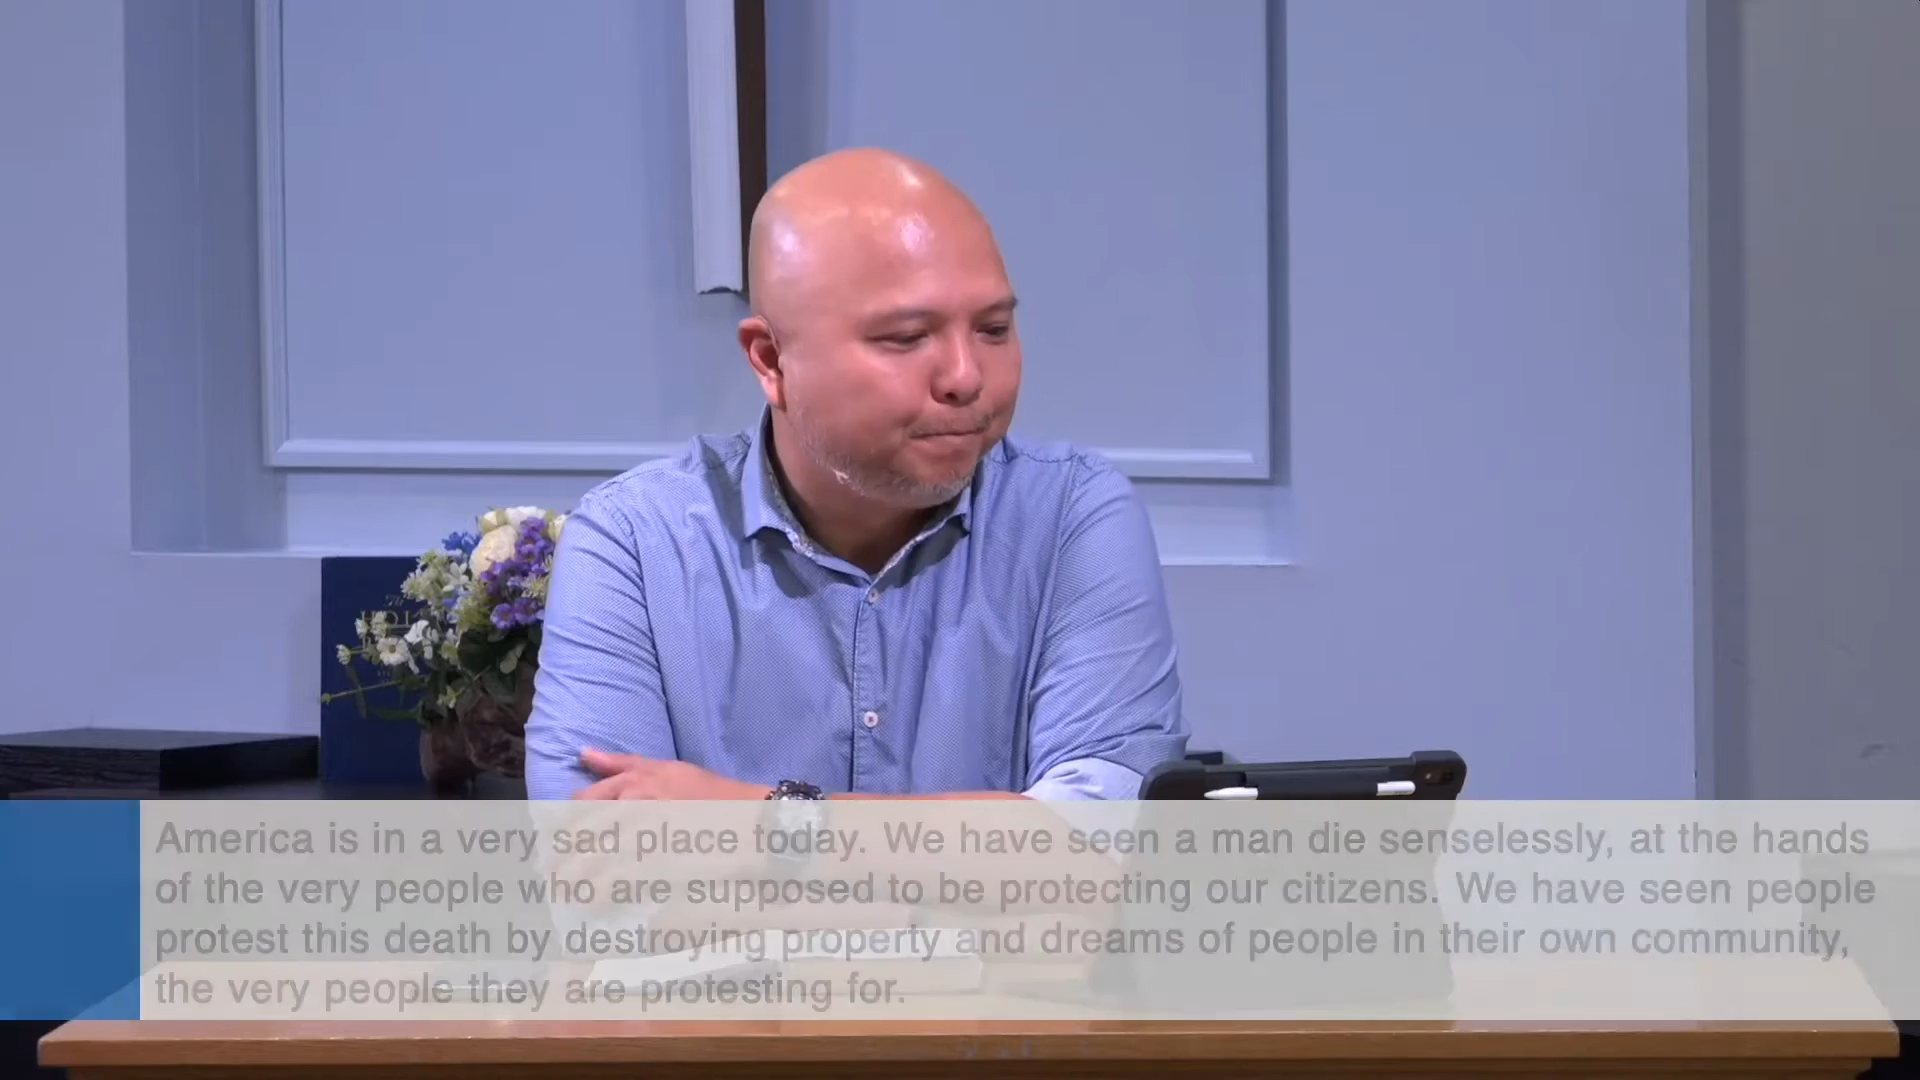 The
HOL
America is in a very sad place today. We have seen a man die senselessly, at the hands
of the very people who are supposed to be protecting our citizens. We have seen people
protest this death by destroying property and dreams of people in their own community,
the very people they are protesting for.